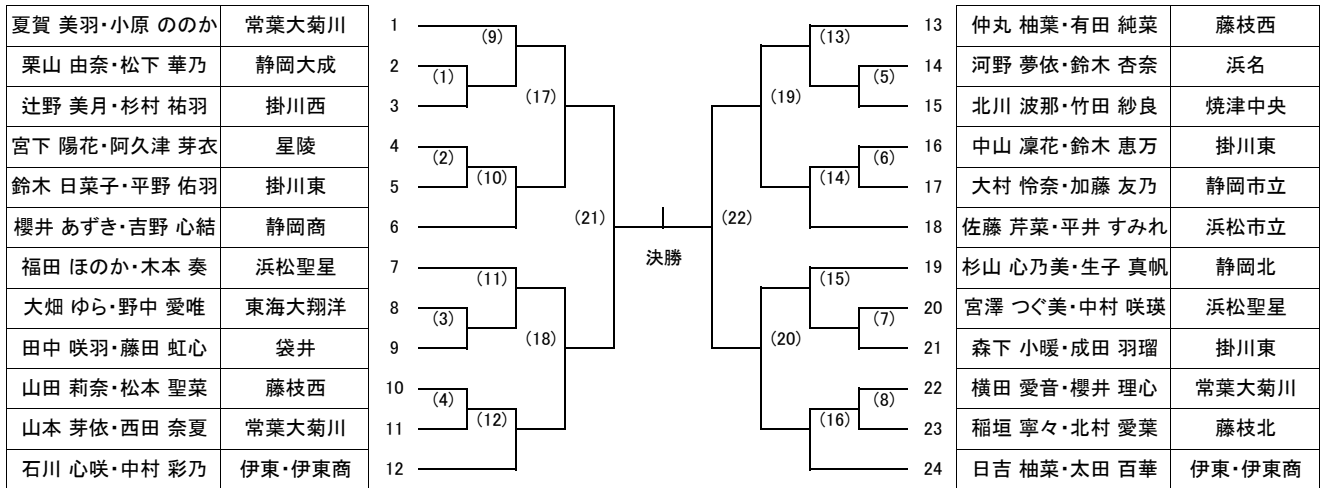 夏賀 美羽・小原 ののか 常葉大菊川 1 (9) (13) 13 仲丸 柚葉・有田 純菜 藤枝西
栗山 由奈・松下 華乃 静岡大成 2 (1) (5) 14 河野 夢依・鈴木 杏奈 浜名
辻野 美月・杉村 祐羽 掛川西 3 (17) (19) 15 北川 波那・竹田 紗良 焼津中央
宮下 陽花・阿久津 芽衣 星陵 4 (2) (6) 16 中山 凜花・鈴木 恵万 掛川東
鈴木 日菜子・平野 佑羽 掛川東 5 (10) (14) 17 大村 怜奈・加藤 友乃 静岡市立
櫻井 あずき・吉野 心結 静岡商 6 (21) (22) 18 佐藤 芹菜・平井 すみれ 浜松市立
決勝
福田 ほのか・木本 奏 浜松聖星 7 (11) (15) 19 杉山 心乃美・生子 真帆 静岡北
大畑 ゆら・野中 愛唯 東海大翔洋 8 (3) (7) 20 宮澤 つぐ美・中村 咲瑛 浜松聖星
田中 咲羽・藤田 虹心 袋井 9 (18) (20) 21 森下 小暖・成田 羽瑠 掛川東
山田 莉奈・松本 聖菜 藤枝西 10 (4) (8) 22 横田 愛音・櫻井 理心 常葉大菊川
山本 芽依・西田 奈夏 常葉大菊川 11 (12) (16) 23 稲垣 寧々・北村 愛葉 藤枝北
石川 心咲・中村 彩乃 伊東・伊東商 12 24 日吉 柚菜・太田 百華 伊東・伊東商